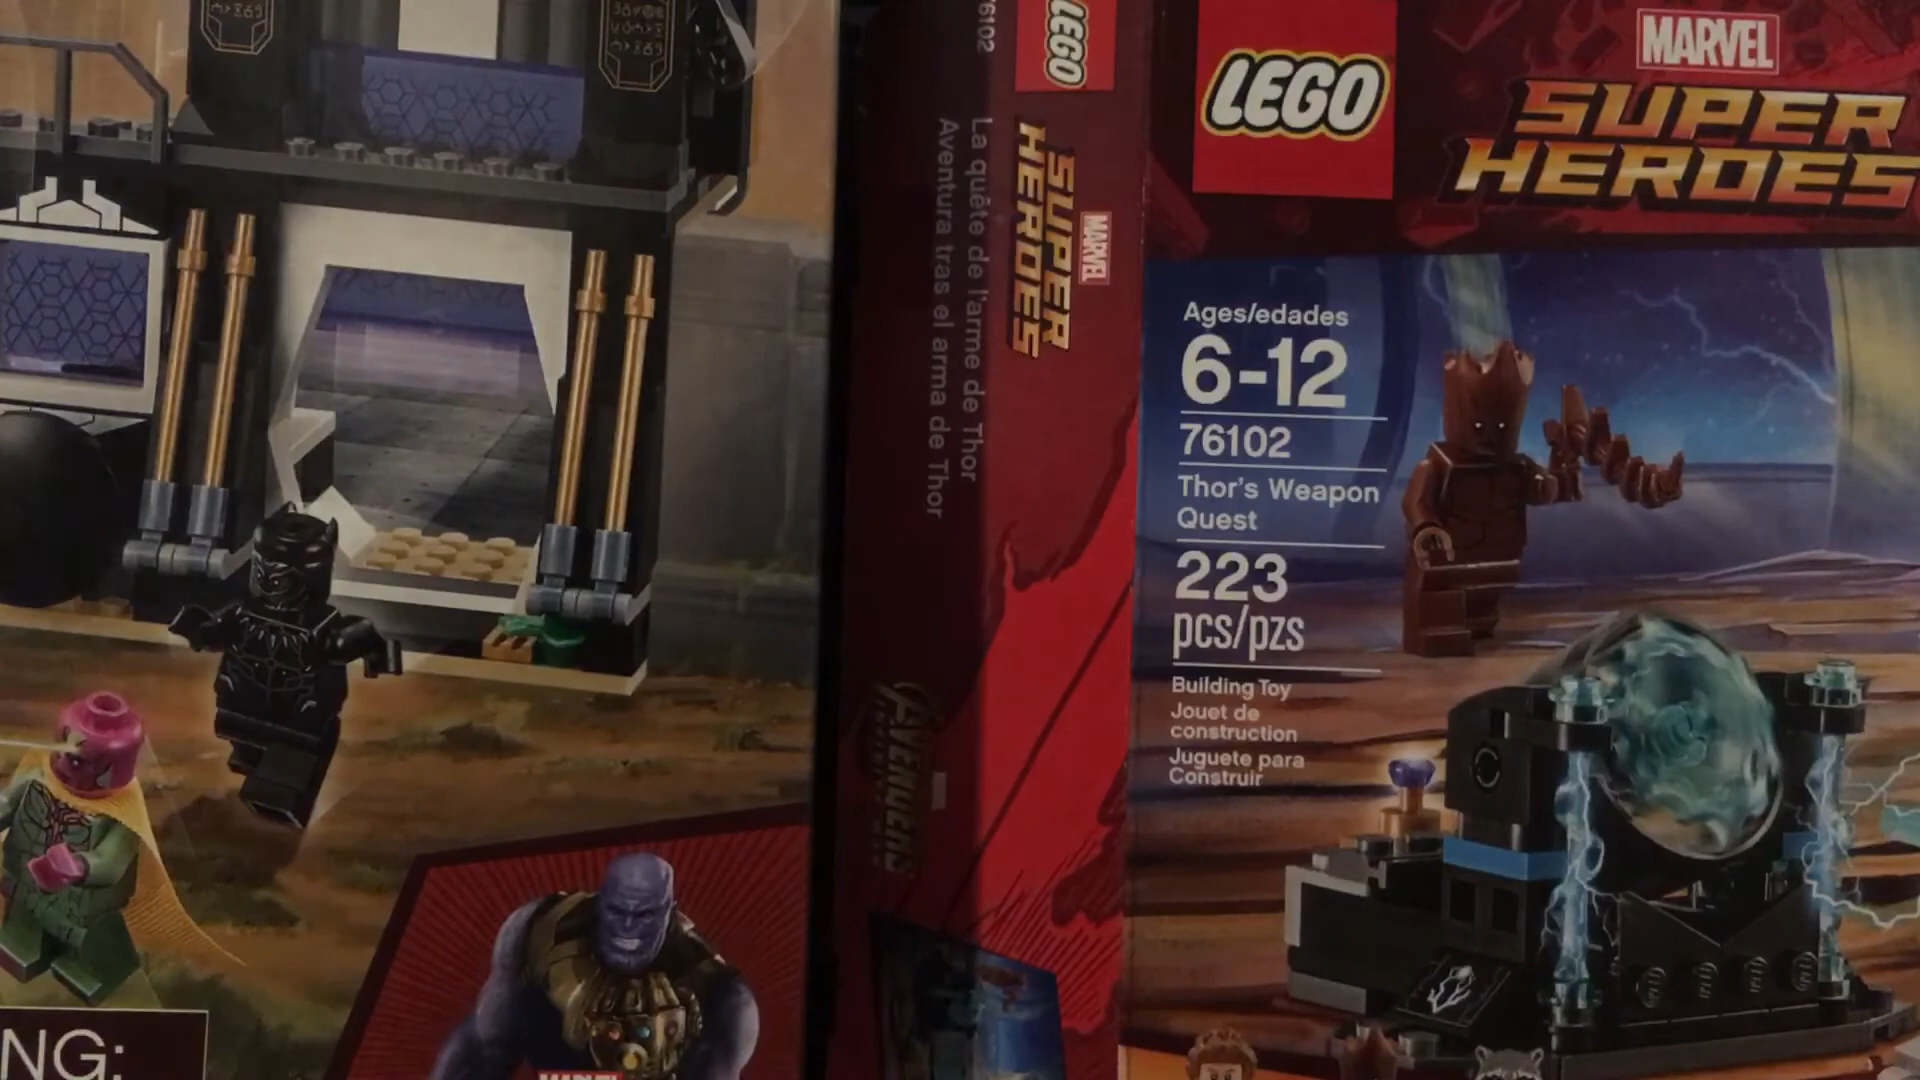 NG:
MARVEL
76102
LEGO
MARVEL
SUPER
HEROES
La quête de l'arme de Thor
Aventura tras el arma de Thor
AVENGERS
LEGO
MARVEL
SUPER
HEROES
Ages/edades
6-12
76102
Thor's Weapon
Quest
223
pcs/pzs
Building Toy
Jouet de
construction
Juguete para
Construir